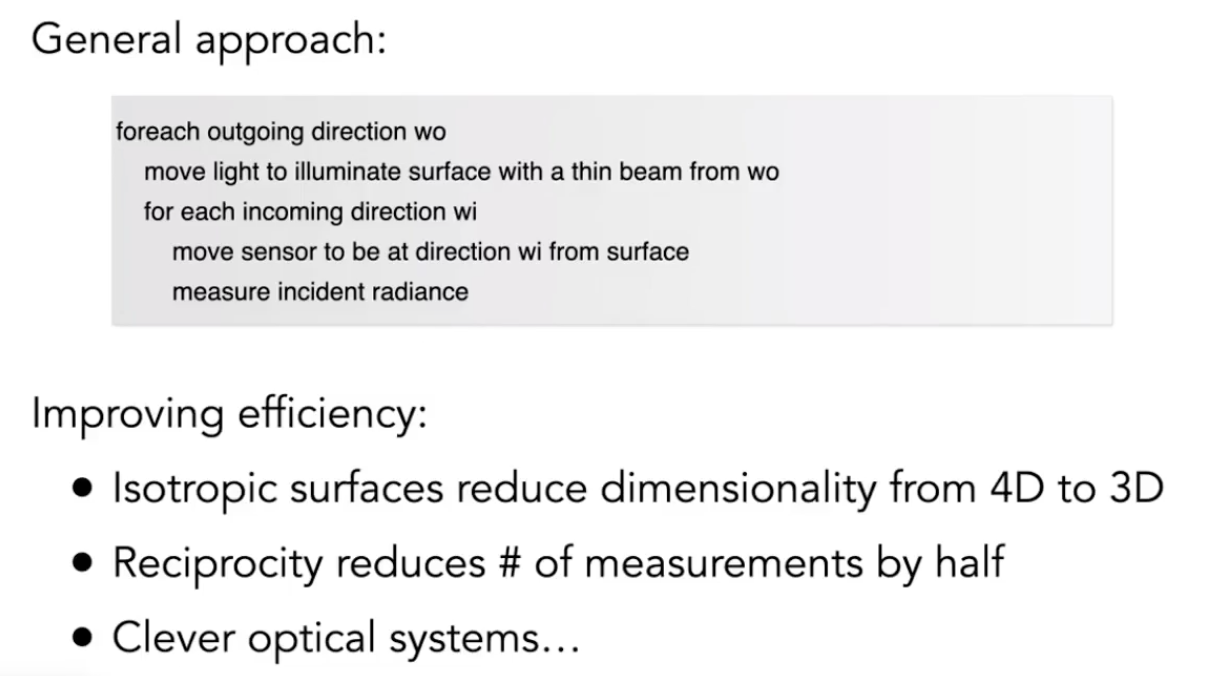 General approach:
foreach outgoing direction wo
move light to illuminate surface with a thin beam from wo
for each incoming direction wi
move sensor to be at direction wi from surface
measure incident radiance
Improving efficiency:
● Isotropic surfaces reduce dimensionality from 4D to 3D
● Reciprocity reduces # of measurements by half
● Clever optical systems…